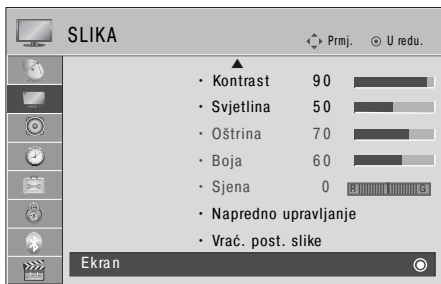 SLIKA
Prmj. U redu.
• Kontrast 90
• Svjetlina 50
• Oštrina 70
• Boja 60
• Sjena 0 R G
• Napredno upravljanje
• Vrać. post. slike
Ekran